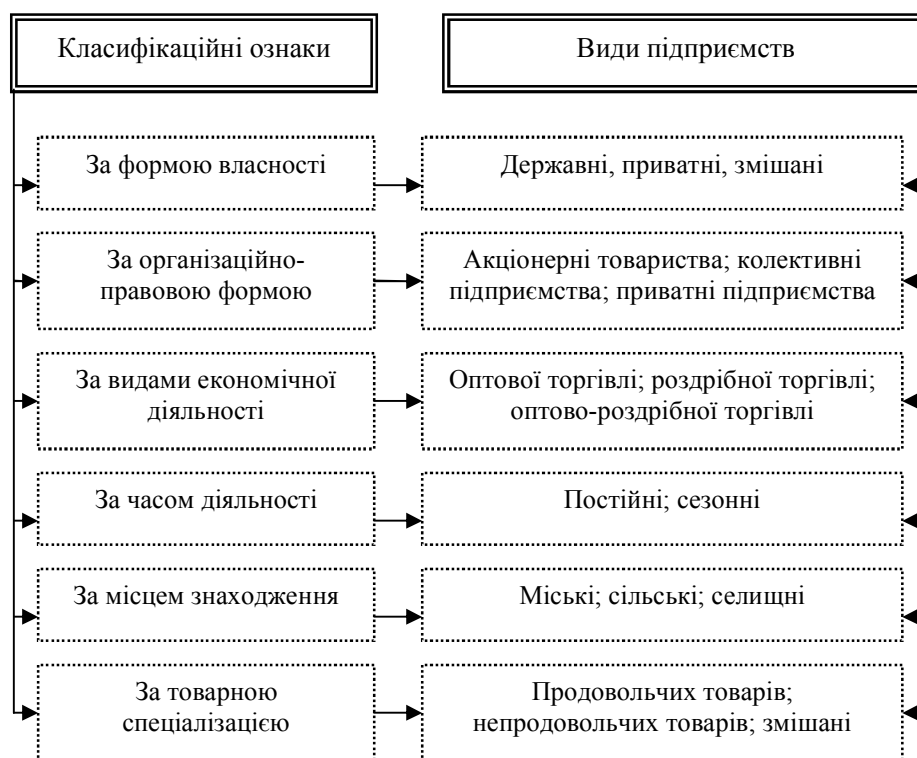 Класифікаційні ознаки
Види підприємств
За формою власності
Державні, приватні, змішані
За організаційно-
правовою формою
Акціонерні товариства; колективні
підприємства; приватні підприємства
За видами економічної
діяльності
Оптової торгівлі; роздрібної торгівлі;
оптово-роздрібної торгівлі
За часом діяльності
Постійні; сезонні
За місцем знаходження
Міські; сільські; селищні
За товарною
спеціалізацією
Продовольчих товарів;
непродовольчих товарів; змішані